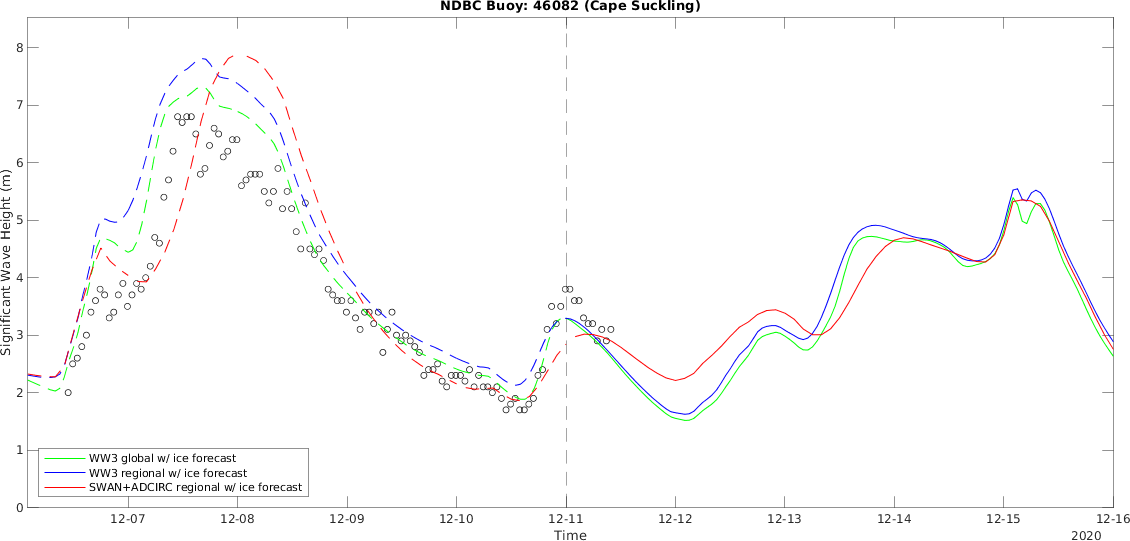 NDBC Buoy: 46082 (Cape Suckling)
8
7
6
5
4
3
2
1
0
Significant Wave Height (m)
WW3 global w/ ice forecast
WW3 regional w/ ice forecast
SWAN+ADCIRC regional w/ ice forecast
12-07 12-08 12-09 12-10 12-11 12-12 12-13 12-14 12-15 12-16
Time
2020